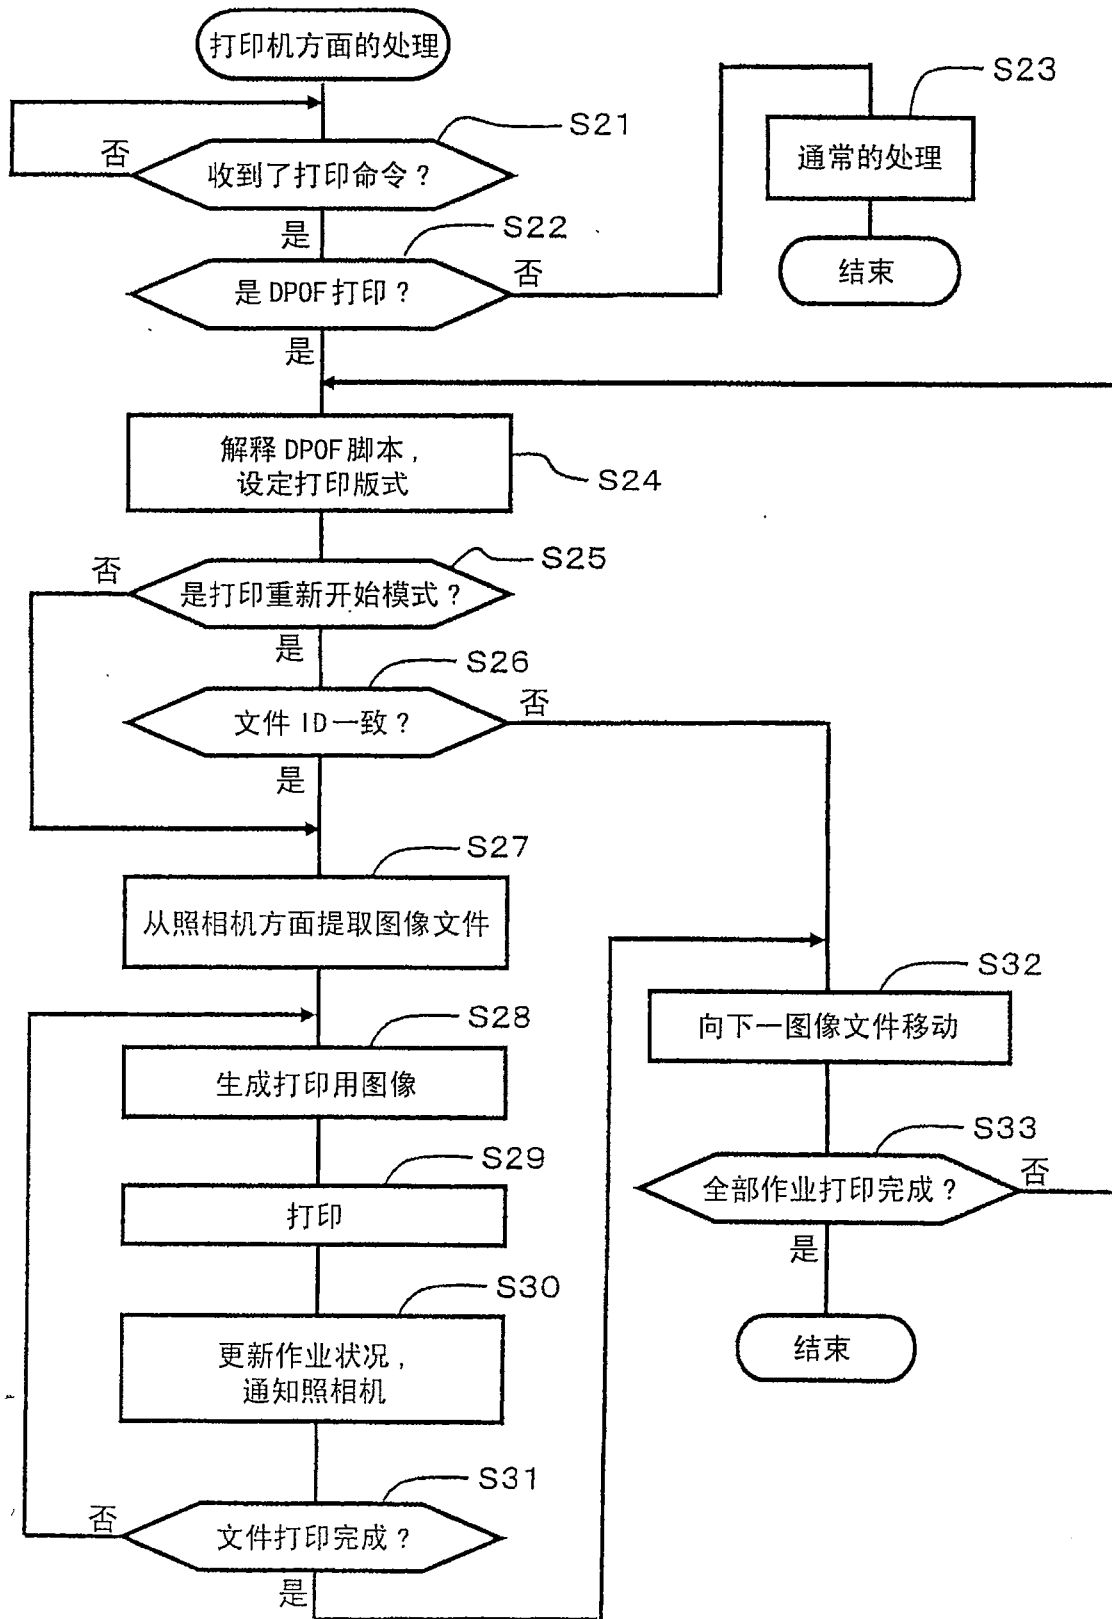 打印机方面的处理
S21
否
收到了打印命令?
是
S22
是DPOF打印?
否
是
S23
通常的处理
结束
解释DPOF脚本,
设定打印版式
S24
S25
否
是打印重新开始模式?
是
S26
文件ID一致?
否
是
S27
从照相机方面提取图像文件
S28
生成打印用图像
S29
打印
S30
更新作业状况,
通知照相机
S31
否
文件打印完成?
是
S32
向下一图像文件移动
S33
全部作业打印完成?
否
是
结束